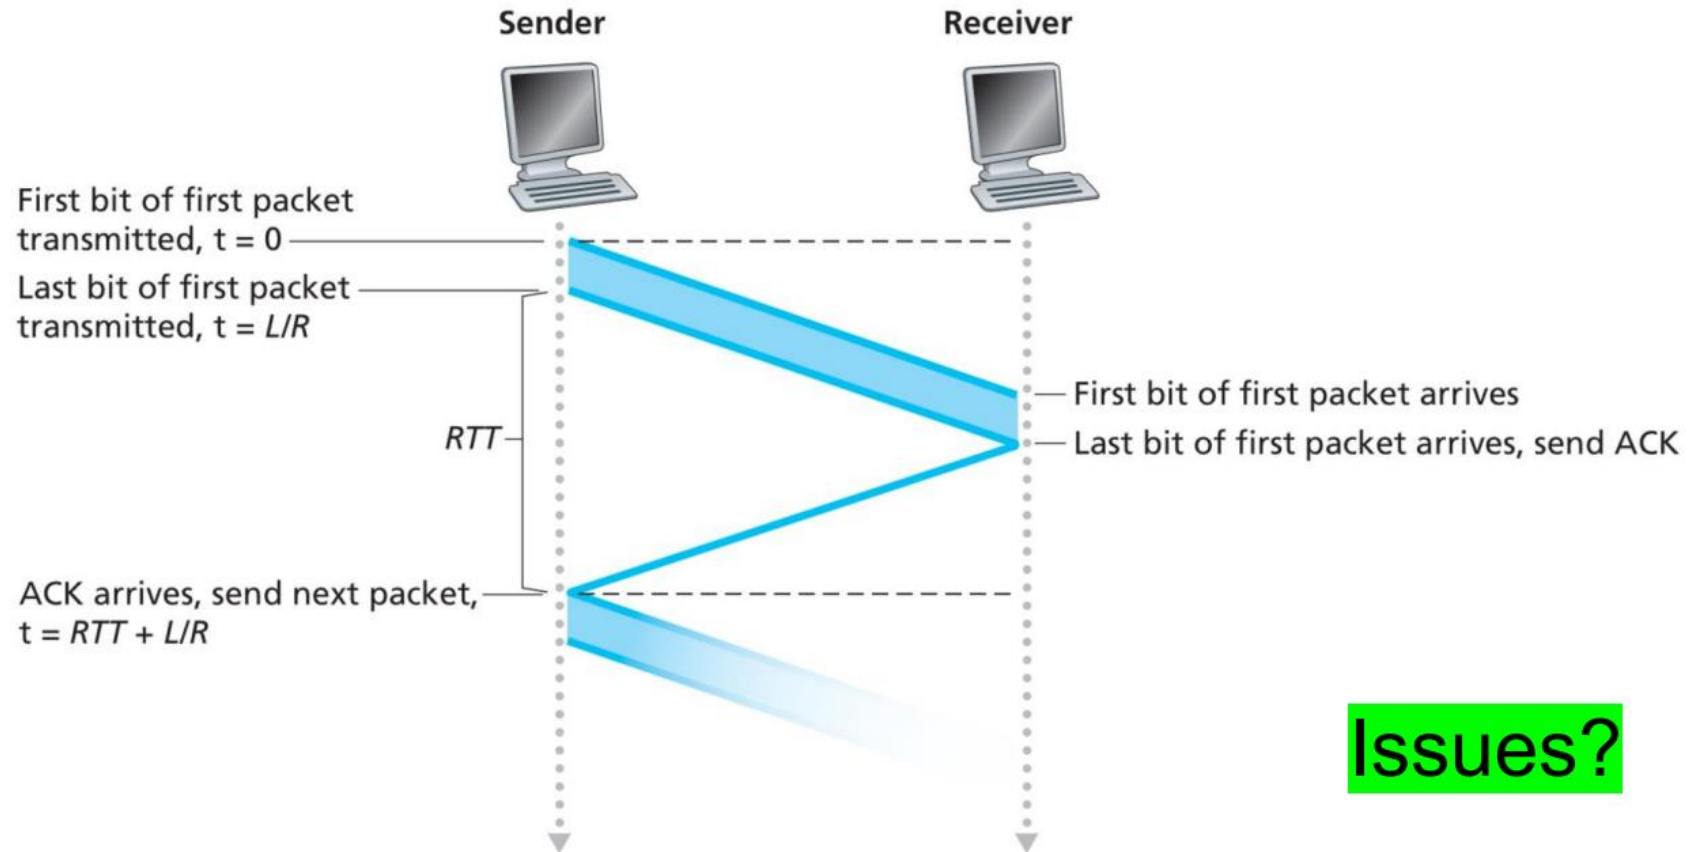 Sender
Receiver
First bit of first packet
transmitted, t = 0
Last bit of first packet
transmitted, t = L/R
First bit of first packet arrives
RTT
Last bit of first packet arrives, send ACK
ACK arrives, send next packet,
t = RTT + L/R
Issues?